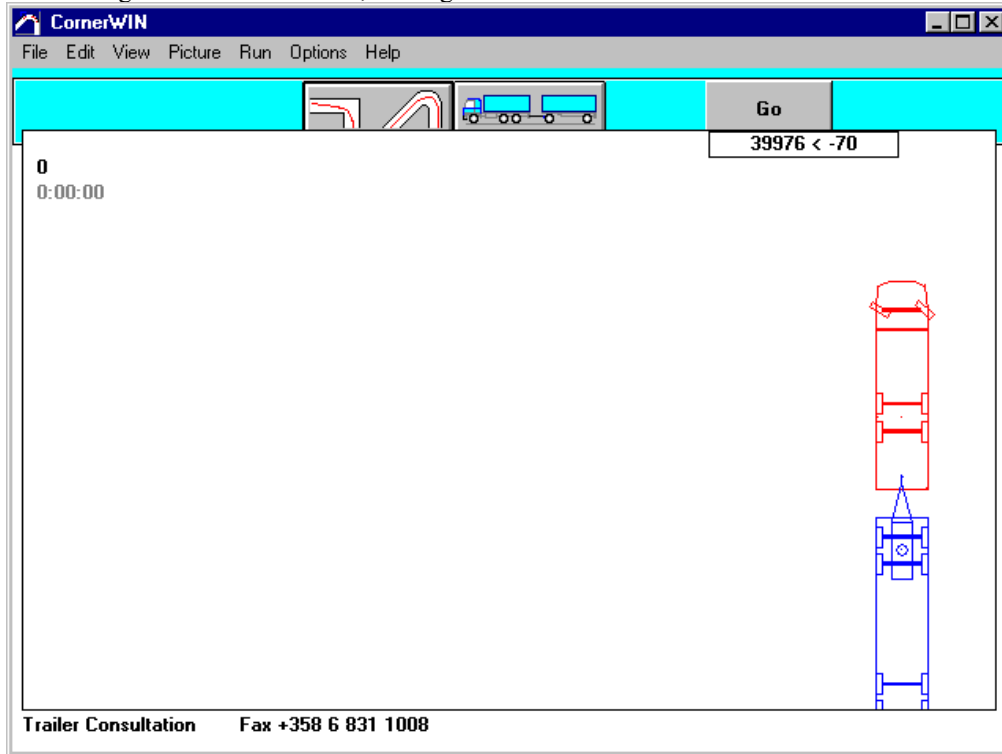 CornerWIN
File Edit View Picture Run Options Help
Go
39976 < -70
0
0:00:00
Trailer Consultation Fax +358 6 831 1008